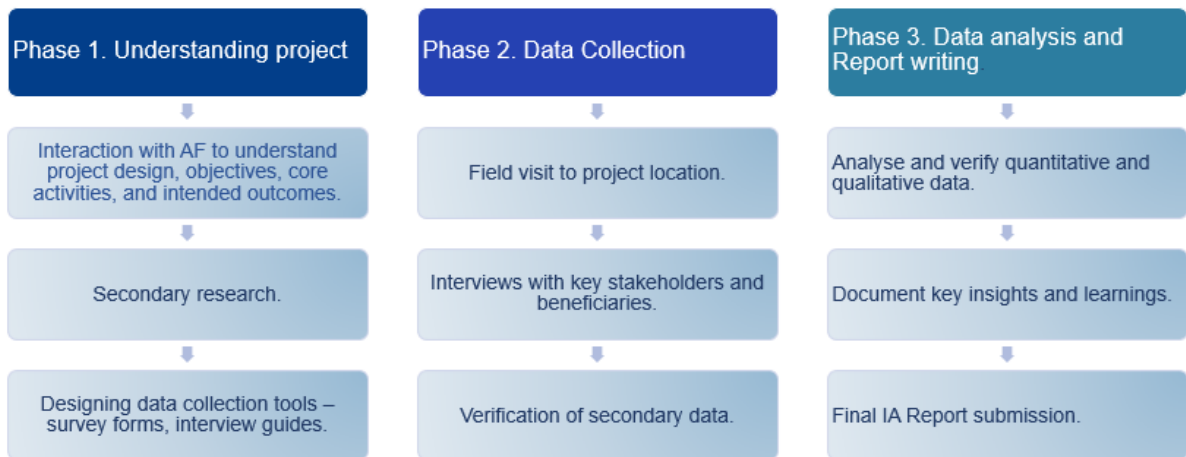 Phase 1. Understanding project
Interaction with AF to understand
project design, objectives, core
activities, and intended outcomes.
Secondary research.
Designing data collection tools –
survey forms, interview guides.
Phase 2. Data Collection
Field visit to project location.
Interviews with key stakeholders and
beneficiaries.
Verification of secondary data.
Phase 3. Data analysis and
Report writing.
Analyse and verify quantitative and
qualitative data.
Document key insights and learnings.
Final IA Report submission.